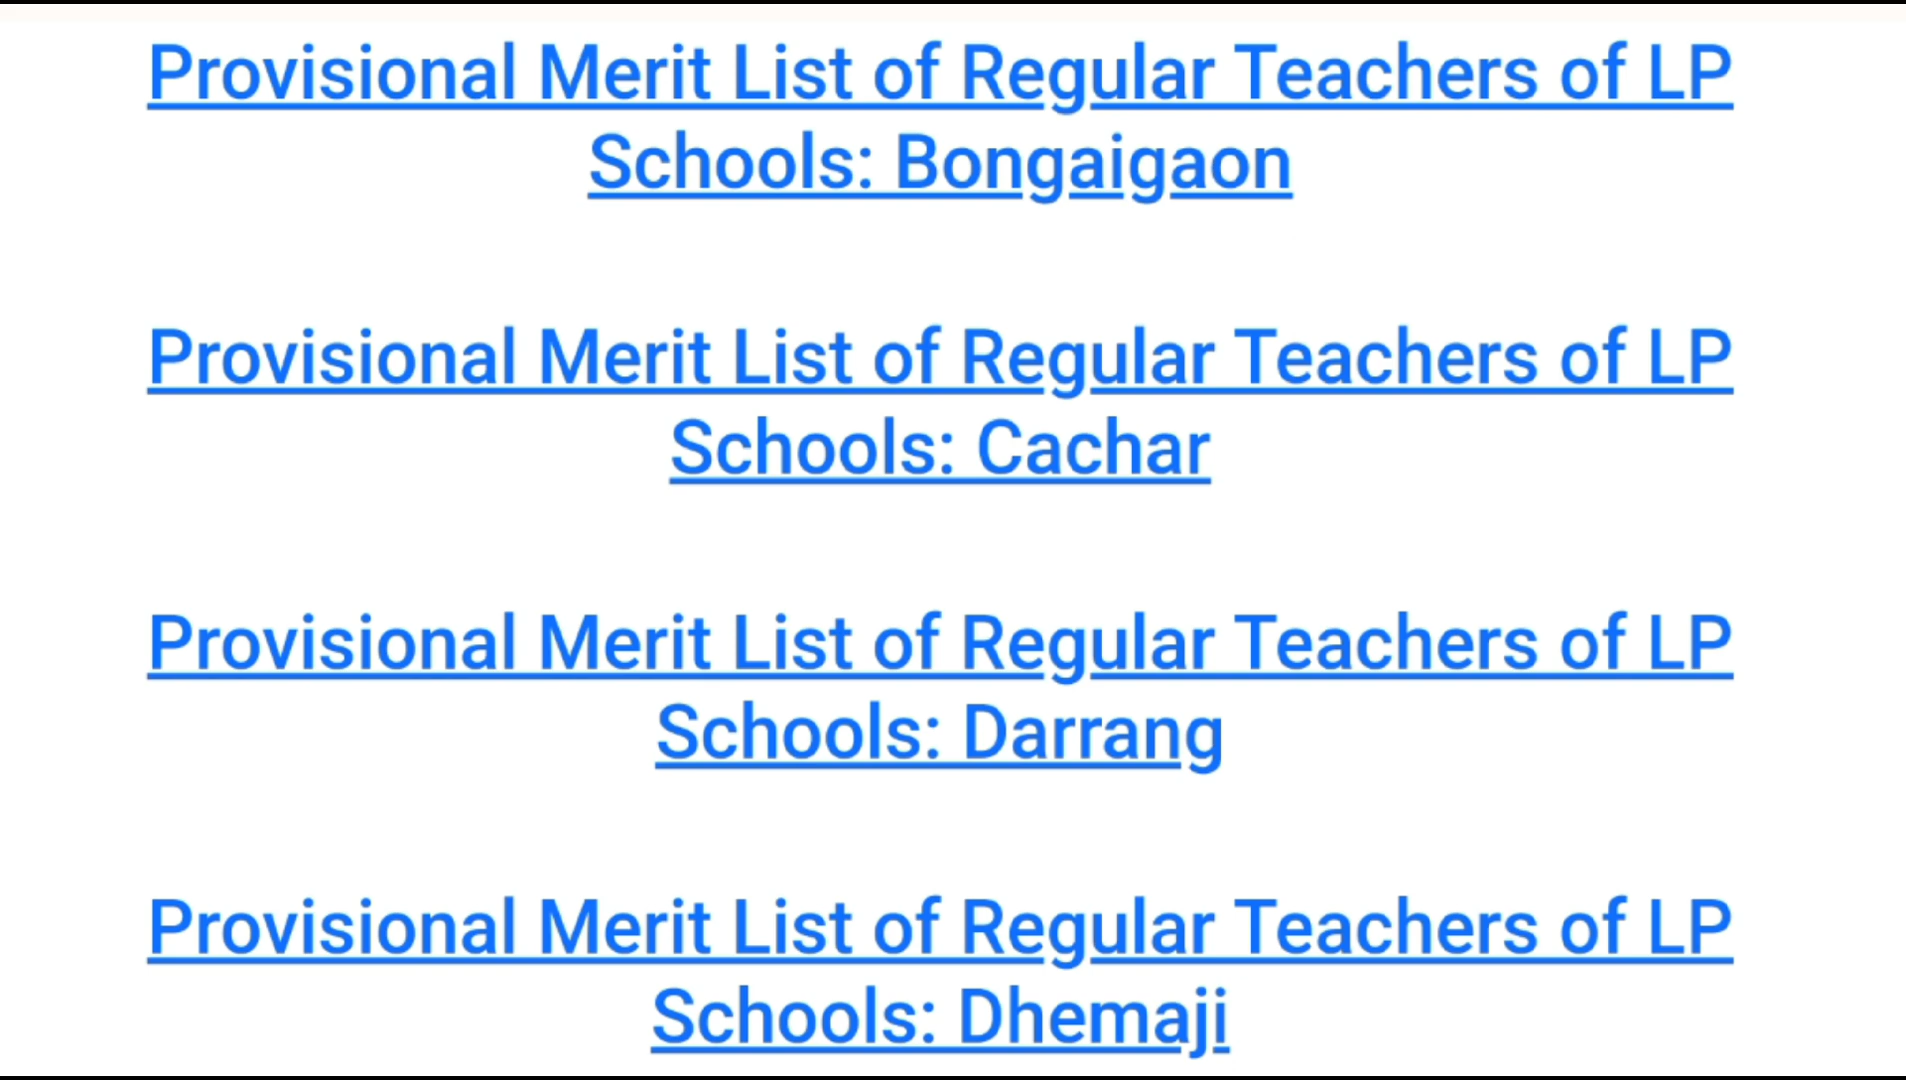 Provisional Merit List of Regular Teachers of LP
Schools: Bongaigaon
Provisional Merit List of Regular Teachers of LP
Schools: Cachar
Provisional Merit List of Regular Teachers of LP
Schools: Darrang
Provisional Merit List of Regular Teachers of LP
Schools: Dhemaji